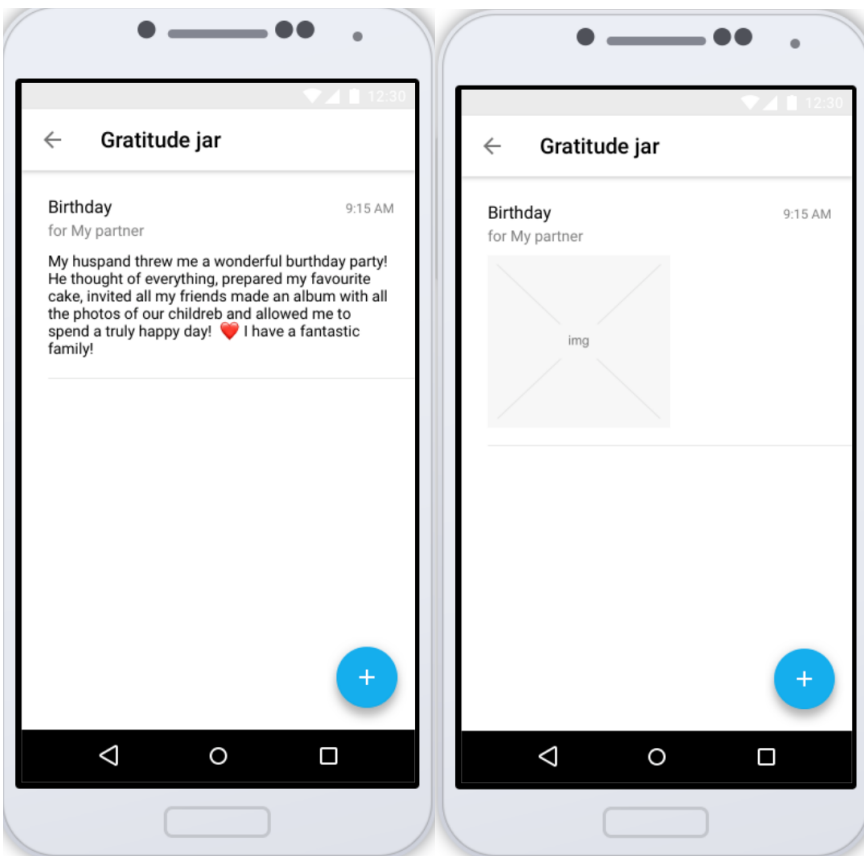 12:30
Gratitude jar
Birthday
9:15 AM
for My partner
My huspand threw me a wonderful burthday party!
He thought of everything, prepared my favourite
cake, invited all my friends made an album with all
the photos of our childreb and allowed me to
spend a truly happy day! ❤️ I have a fantastic
family!
12:30
Gratitude jar
Birthday
9:15 AM
for My partner
img